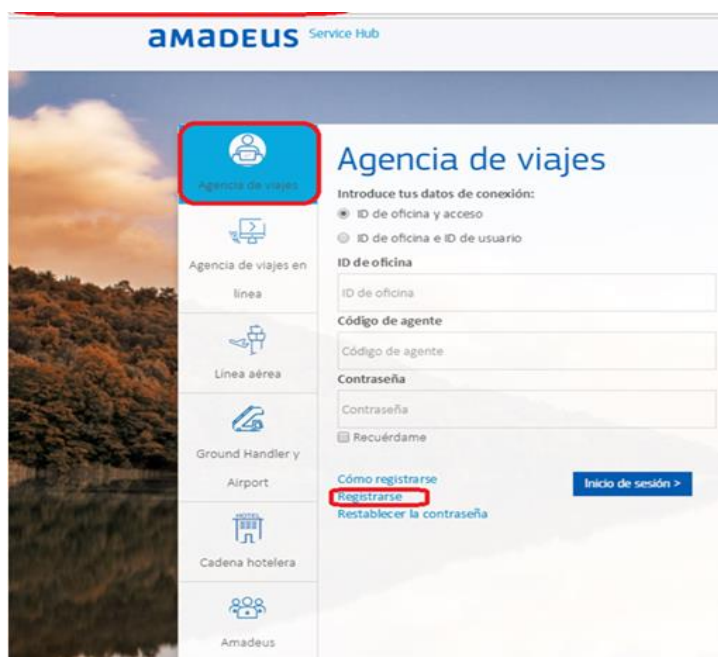 amadeus Service Hub
Agencia de viajes
Agencia de viajes en
línea
Línea aérea
Ground Handler y
Airport
HOTEL
Cadena hotelera
Amadeus
Agencia de viajes
Introduce tus datos de conexión:
ID de oficina y acceso
ID de oficina e ID de usuario
ID de oficina
ID de oficina
Código de agente
Código de agente
Contraseña
Contraseña
Recuérdame
Cómo registrarse
Registrarse
Restablecer la contraseña
Inicio de sesión >